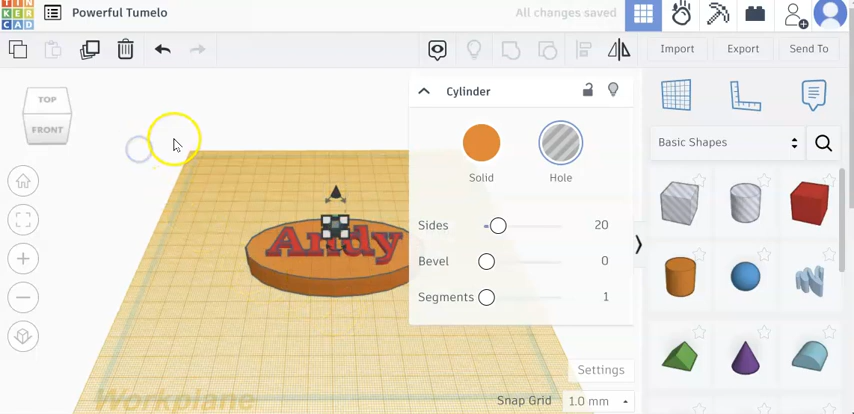 TIN
KER
CAD
Powerful Tumelo
All changes saved
Import
Export
Send To
TOP
FRONT
Cylinder
Solid
Hole
Sides
20
Bevel
0
Segments
1
Basic Shapes
Andy
Workplane
Settings
Snap Grid
1.0 mm